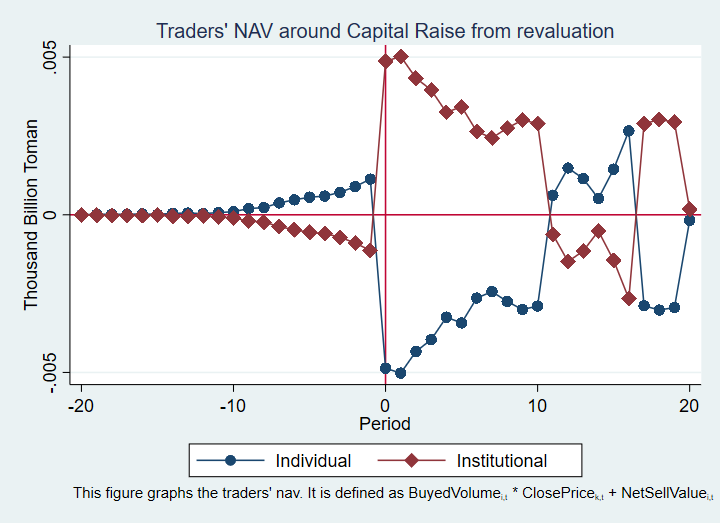 Traders' NAV around Capital Raise from revaluation
Thousand Billion Toman
.005
0
-.005
-20
-10
0
10
20
Period
Individual
Institutional
This figure graphs the traders' nav. It is defined as BuyedVolume i,t * ClosePrice k,t + NetSellValue i,t